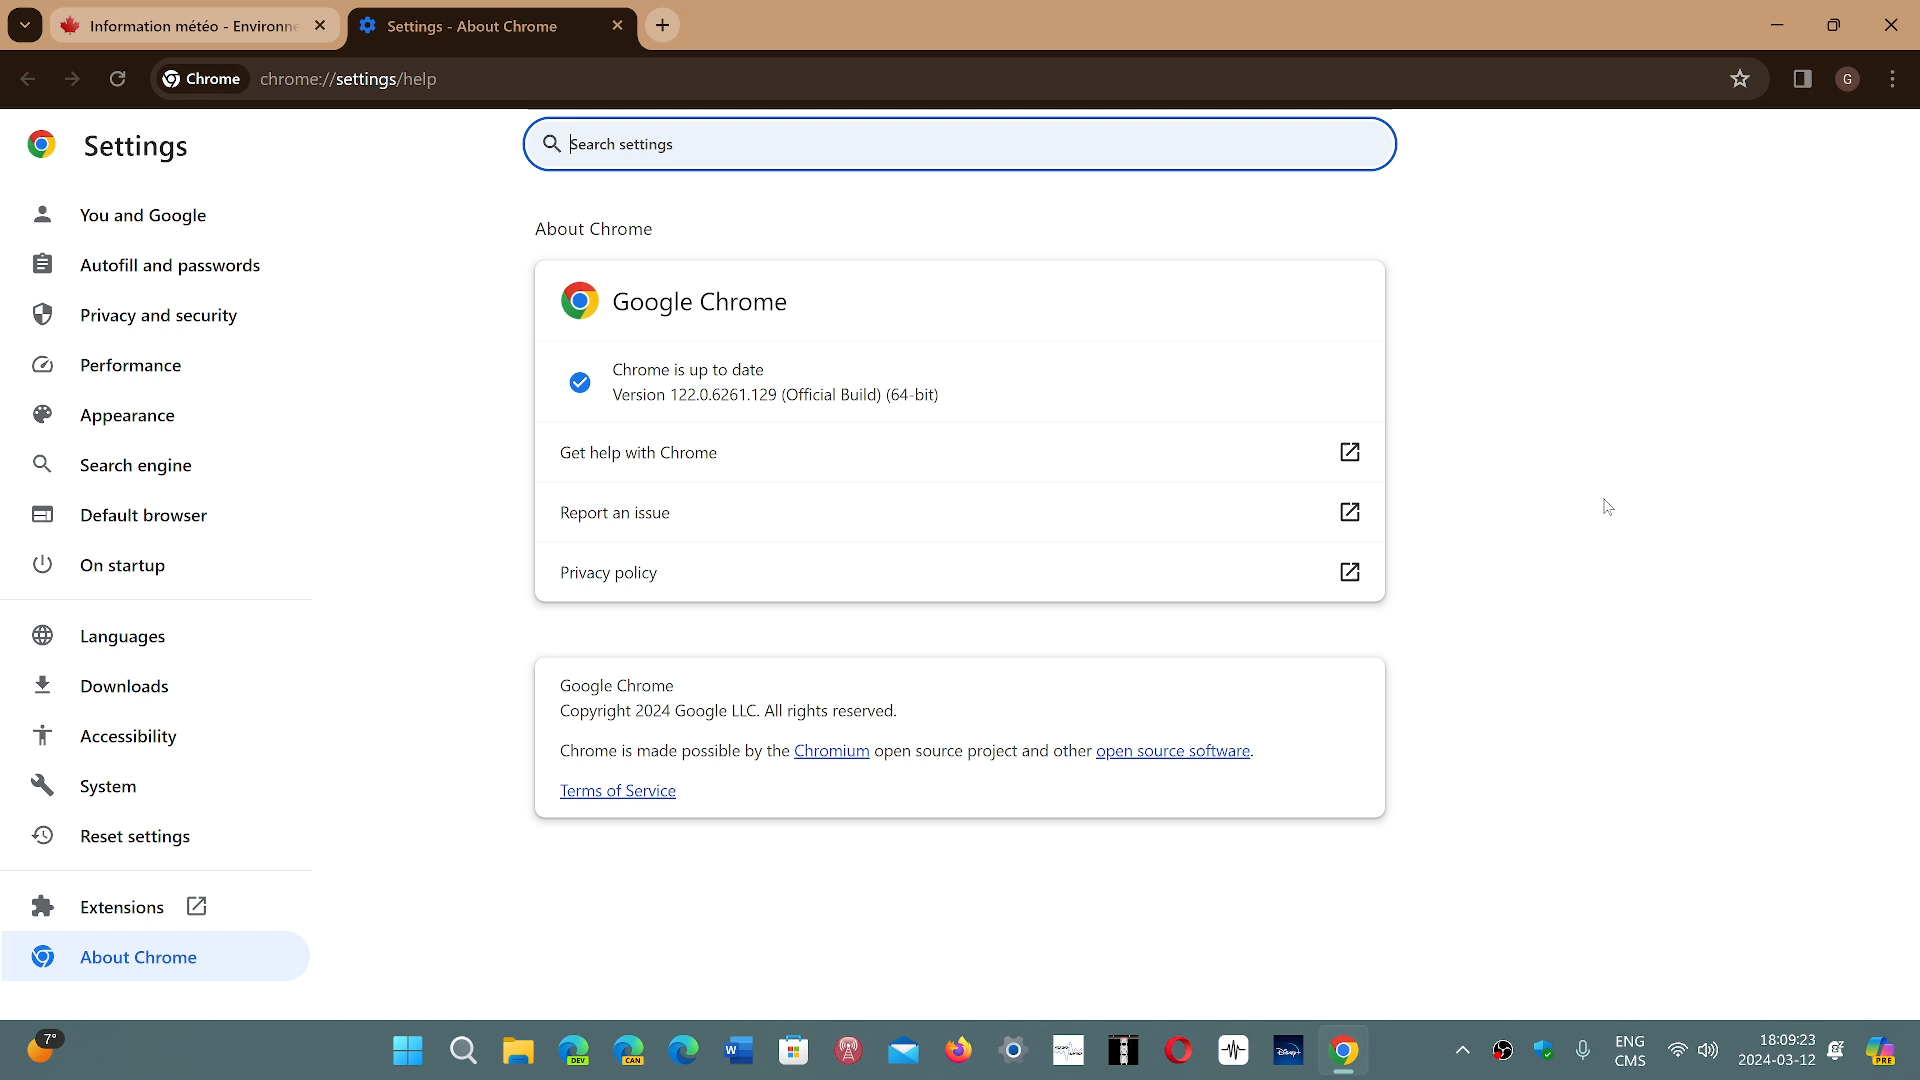 Information météo - Environne
Settings - About Chrome
Chrome
chrome://settings/help
G
Settings
Search settings
You and Google
Autofill and passwords
Privacy and security
Performance
Appearance
Search engine
Default browser
On startup
Languages
Downloads
Accessibility
System
Reset settings
Extensions
About Chrome
About Chrome
Google Chrome
Chrome is up to date
Version 122.0.6261.129 (Official Build) (64-bit)
Get help with Chrome
Report an issue
Privacy policy
Google Chrome
Copyright 2024 Google LLC. All rights reserved.
Chrome is made possible by the Chromium open source project and other open source software.
Terms of Service
7°
DEV
CAN
W
Disney+
ENG
CMS
18:09:23
2024-03-12
PRE